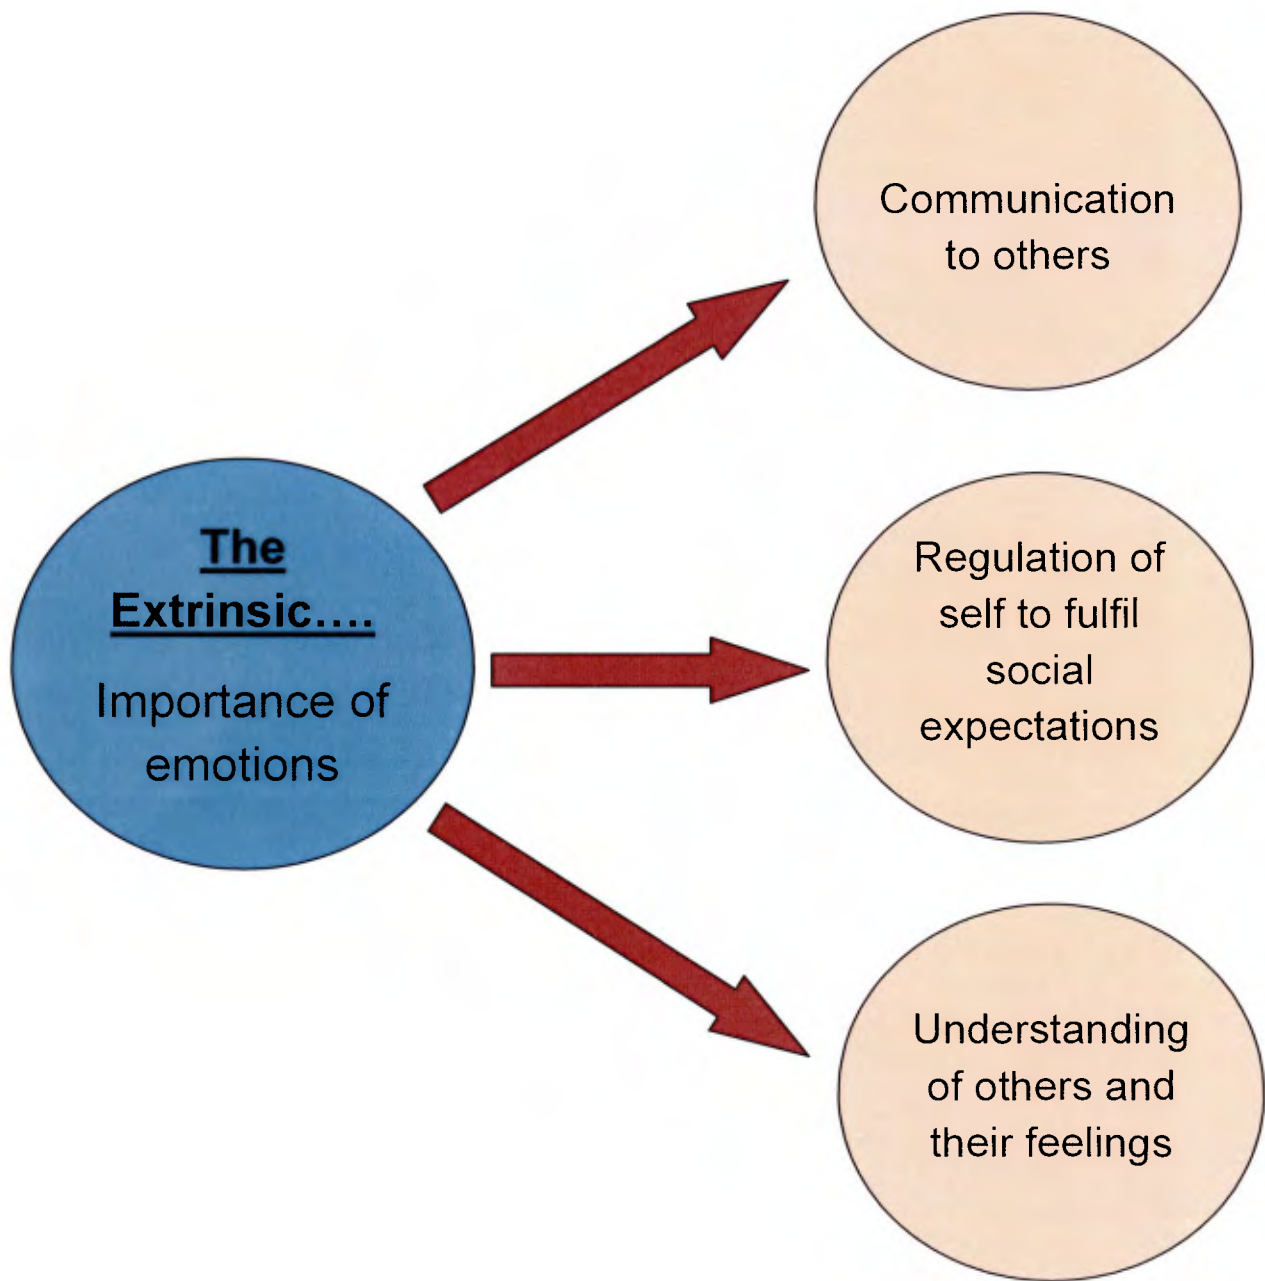 Communication
to others
The
Extrinsic....
Importance of
emotions
Regulation of
self to fulfil
social
expectations
Understanding
of others and
their feelings